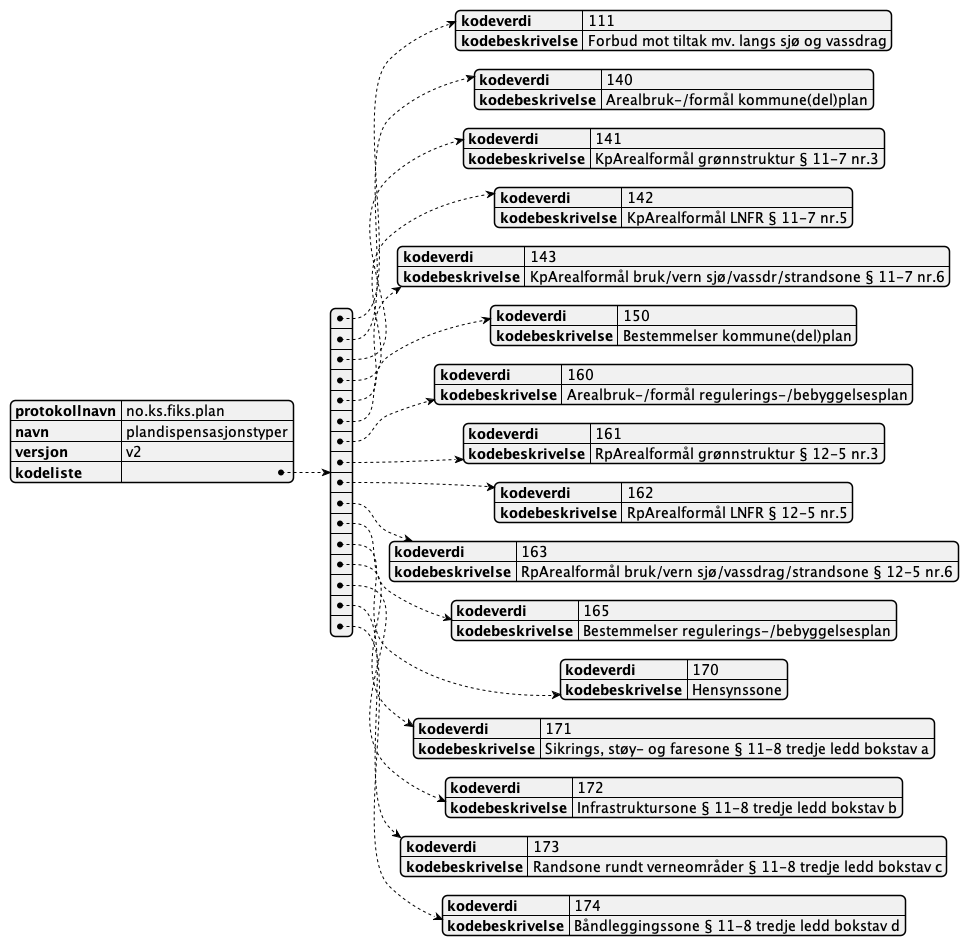 protokollnavn no.ks.fiks.plan
navn plandispensasjonstyper
versjon v2
kodeliste
kodeverdi 111
kodebeskrivelse Forbud mot tiltak mv. langs sjø og vassdrag
kodeverdi 140
kodebeskrivelse Arealbruk-/formål kommune(del)plan
kodeverdi 141
kodebeskrivelse KpArealformål grønnstruktur § 11-7 nr.3
kodeverdi 142
kodebeskrivelse KpArealformål LNFR § 11-7 nr.5
kodeverdi 143
kodebeskrivelse KpArealformål bruk/vern sjø/vassdr/strandsone § 11-7 nr.6
kodeverdi 150
kodebeskrivelse Bestemmelser kommune(del)plan
kodeverdi 160
kodebeskrivelse Arealbruk-/formål regulerings-/bebyggelsesplan
kodeverdi 161
kodebeskrivelse RpArealformål grønnstruktur § 12-5 nr.3
kodeverdi 162
kodebeskrivelse RpArealformål LNFR § 12-5 nr.5
kodeverdi 163
kodebeskrivelse RpArealformål bruk/vern sjø/vassdrag/strandsone § 12-5 nr.6
kodeverdi 165
kodebeskrivelse Bestemmelser regulerings-/bebyggelsesplan
kodeverdi 170
kodebeskrivelse Hensynssone
kodeverdi 171
kodebeskrivelse Sikrings, støy- og faresone § 11-8 tredje ledd bokstav a
kodeverdi 172
kodebeskrivelse Infrastruktursone § 11-8 tredje ledd bokstav b
kodeverdi 173
kodebeskrivelse Randsone rundt verneområder § 11-8 tredje ledd bokstav c
kodeverdi 174
kodebeskrivelse Båndleggingssone § 11-8 tredje ledd bokstav d